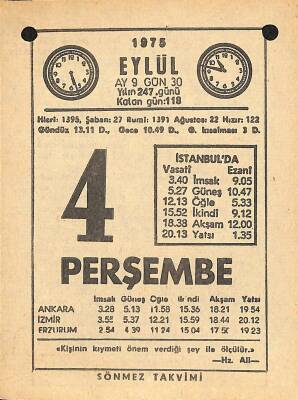 1975
EYLÜL
AY 9 GÜN 30
Yılın 247. günü
Kalan gün: 118
Hicri: 1395, Şaban: 27 Rumi: 1391 Ağustos: 22 Hızır: 122
Gündüz 13.11 D., Gece 10.49 D., G. kısalması 3 D.
4
İSTANBUL'DA
Vasatî Ezanî
3.40 İmsak 9.05
5.27 Güneş 10.47
12.13 Öğle 5.33
15.52 İkindi 9.12
18.38 Akşam 12.00
20.13 Yatsı 1.35
PERŞEMBE
İmsak Güneş Öğle İkindi Akşam Yatsı
ANKARA 3.28 5.13 11.58 15.36 18.21 19.54
İZMİR 3.55 5.37 12.21 15.59 18.44 20.12
ERZURUM 2.54 4.39 11.24 15.04 17.50 19.23
«Kişinin kıymeti önem verdiği şey ile ölçülür.»
—Hz. Ali—
SÖNMEZ TAKVİMİ